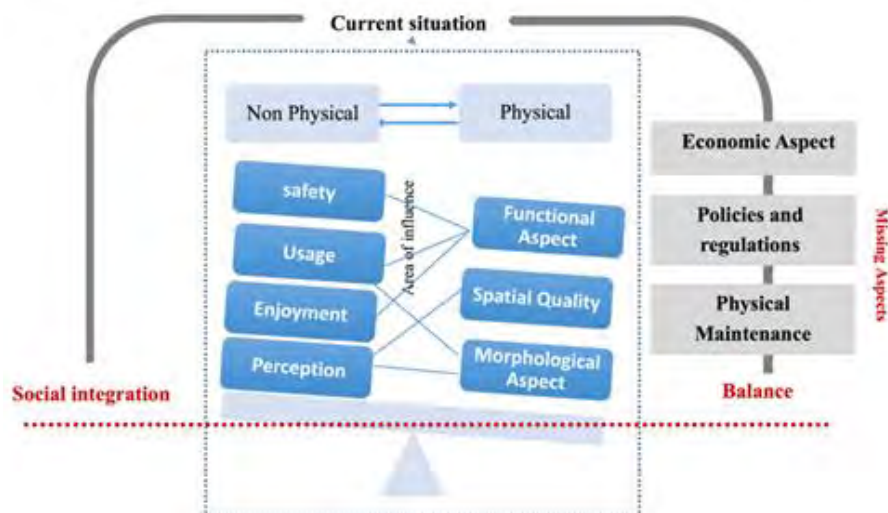 Current situation
Non Physical
Physical
safety
Usage
Enjoyment
Perception
Area of influence
Functional
Aspect
Spatial Quality
Morphological
Aspect
Economic Aspect
Policies and
regulations
Physical
Maintenance
Missing Aspects
Social integration
Balance